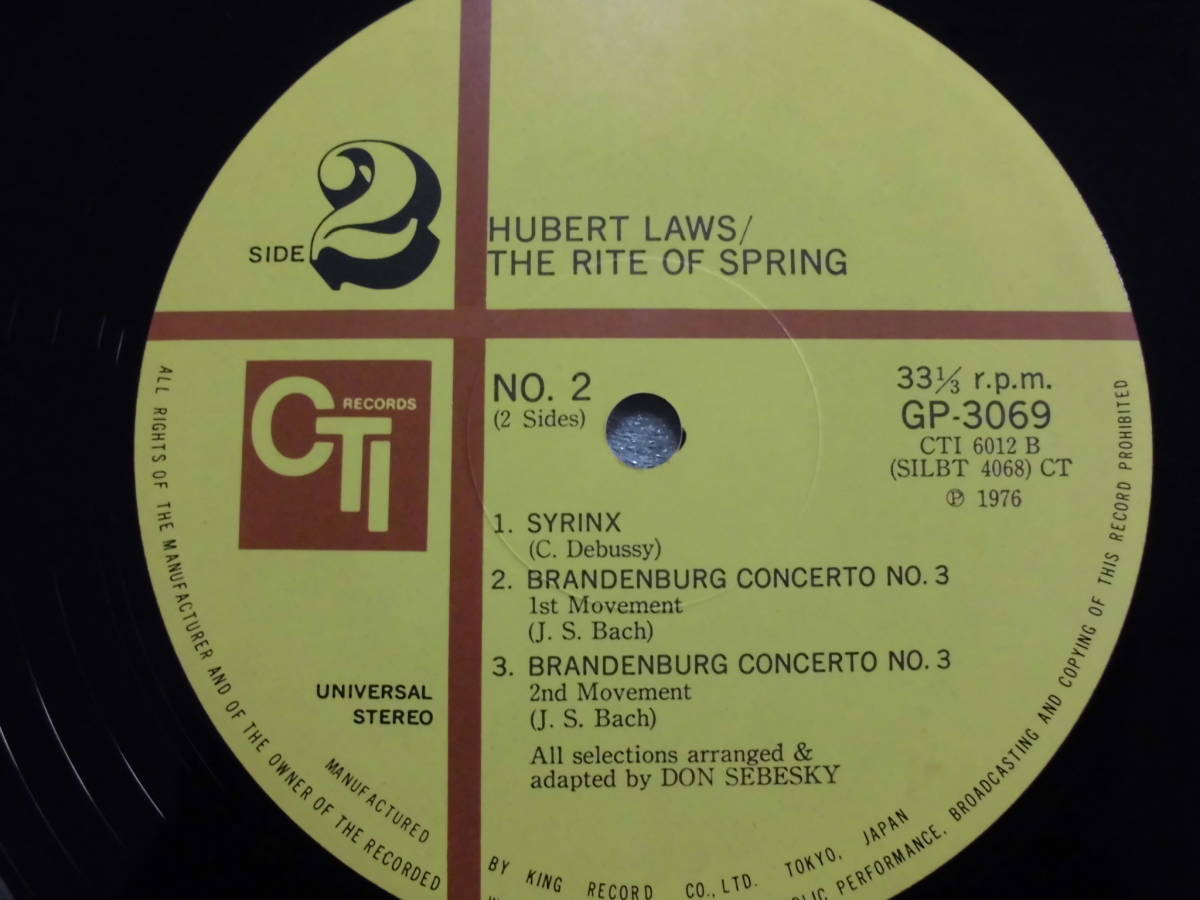 SIDE 2
HUBERT LAWS/
THE RITE OF SPRING
CTI RECORDS
NO. 2
(2 Sides)
33⅓ r.p.m.
GP-3069
CTI 6012 B
(SILBT 4068) CT
℗ 1976
1. SYRINX
(C. Debussy)
2. BRANDENBURG CONCERTO NO. 3
1st Movement
(J. S. Bach)
3. BRANDENBURG CONCERTO NO. 3
2nd Movement
(J. S. Bach)
All selections arranged &
adapted by DON SEBESKY
UNIVERSAL
STEREO
MANUFACTURED BY KING RECORD CO., LTD. TOKYO, JAPAN
ALL RIGHTS OF THE MANUFACTURER AND OF THE OWNER OF THE RECORDED
PERFORMANCE, BROADCASTING AND COPYING OF THIS RECORD PROHIBITED